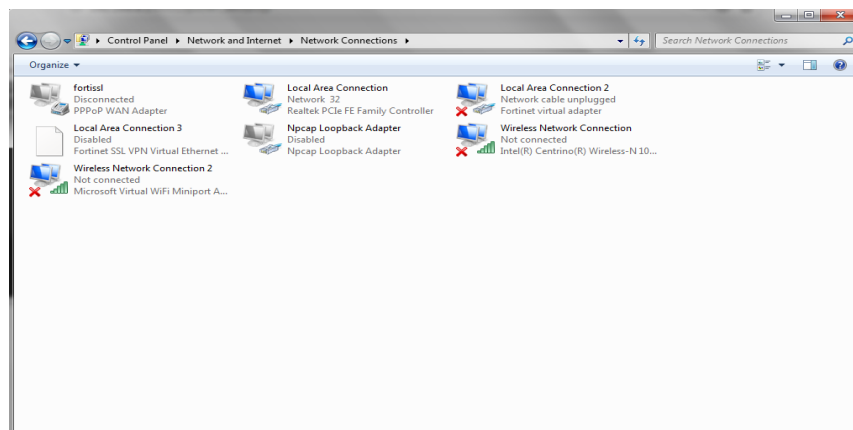 Control Panel ▸ Network and Internet ▸ Network Connections ▸
Search Network Connections
Organize
fortissl
Disconnected
PPPoP WAN Adapter
Local Area Connection
Network 32
Realtek PCIe FE Family Controller
Local Area Connection 2
Network cable unplugged
Fortinet virtual adapter
Local Area Connection 3
Disabled
Fortinet SSL VPN Virtual Ethernet ...
Npcap Loopback Adapter
Disabled
Npcap Loopback Adapter
Wireless Network Connection
Not connected
Intel(R) Centrino(R) Wireless-N 10...
Wireless Network Connection 2
Not connected
Microsoft Virtual WiFi Miniport A...